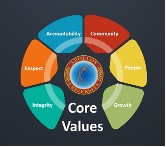 Accountability
Community
Respect
People
Integrity
Growth
Core
Values